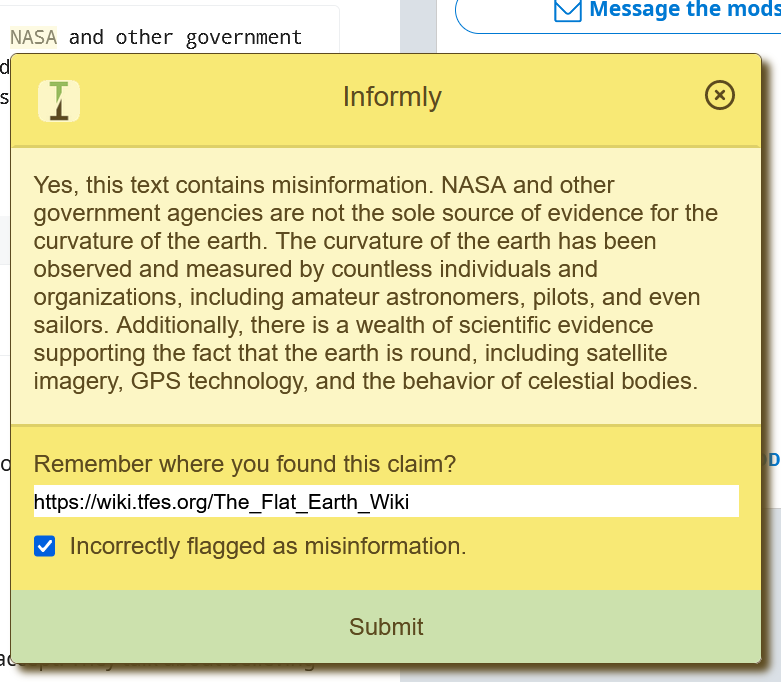 Message the mods
NASA and other government
Informly
Yes, this text contains misinformation. NASA and other
government agencies are not the sole source of evidence for the
curvature of the earth. The curvature of the earth has been
observed and measured by countless individuals and
organizations, including amateur astronomers, pilots, and even
sailors. Additionally, there is a wealth of scientific evidence
supporting the fact that the earth is round, including satellite
imagery, GPS technology, and the behavior of celestial bodies.
Remember where you found this claim?
https://wiki.tfes.org/The_Flat_Earth_Wiki
Incorrectly flagged as misinformation.
Submit